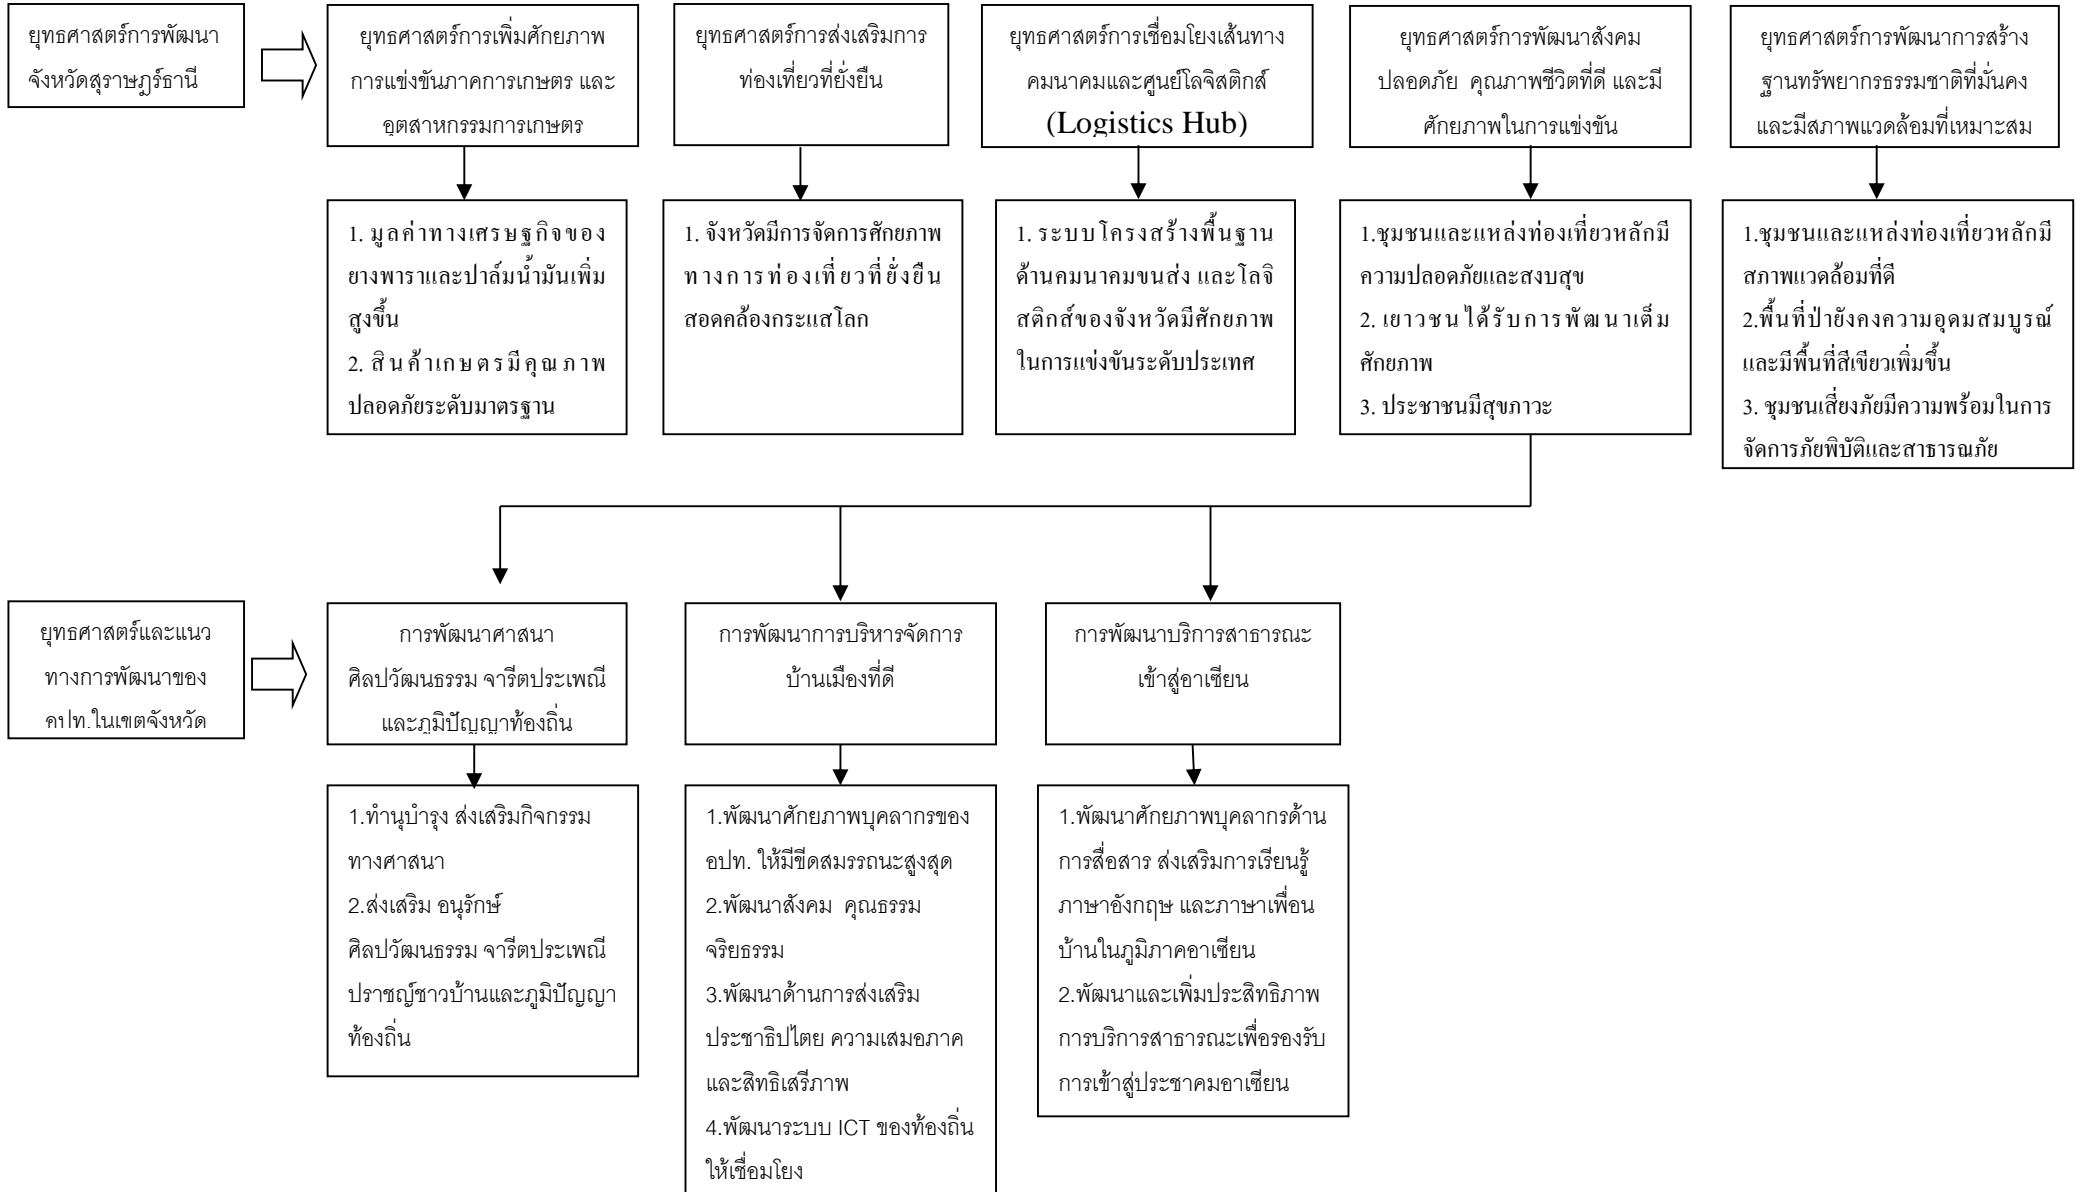 ยุทธศาสตร์การพัฒนา
จังหวัดสุราษฎร์ธานี
ยุทธศาสตร์การเพิ่มศักยภาพ
การแข่งขันภาคการเกษตร และ
อุตสาหกรรมการเกษตร
ยุทธศาสตร์การส่งเสริมการ
ท่องเที่ยวที่ยั่งยืน
ยุทธศาสตร์การเชื่อมโยงเส้นทาง
คมนาคมและศูนย์โลจิสติกส์
(Logistics Hub)
ยุทธศาสตร์การพัฒนาสังคม
ปลอดภัย คุณภาพชีวิตที่ดี และมี
ศักยภาพในการแข่งขัน
ยุทธศาสตร์การพัฒนาการสร้าง
ฐานทรัพยากรธรรมชาติที่มั่นคง
และมีสภาพแวดล้อมที่เหมาะสม
1. มูลค่าทางเศรษฐกิจของ
ยางพาราและปาล์มน้ำมันเพิ่ม
สูงขึ้น
2. สินค้าเกษตรมีคุณภาพ
ปลอดภัยระดับมาตรฐาน
1. จังหวัดมีการจัดการศักยภาพ
ทางการท่องเที่ยวที่ยั่งยืน
สอดคล้องกระแสโลก
1. ระบบโครงสร้างพื้นฐาน
ด้านคมนาคมขนส่ง และโลจิ
สติกส์ของจังหวัดมีศักยภาพ
ในการแข่งขันระดับประเทศ
1.ชุมชนและแหล่งท่องเที่ยวหลักมี
ความปลอดภัยและสงบสุข
2. เยาวชนได้รับการพัฒนาเต็ม
ศักยภาพ
3. ประชาชนมีสุขภาวะ
1.ชุมชนและแหล่งท่องเที่ยวหลักมี
สภาพแวดล้อมที่ดี
2.พื้นที่ป่ายังคงความอุดมสมบูรณ์
และมีพื้นที่สีเขียวเพิ่มขึ้น
3. ชุมชนเสี่ยงภัยมีความพร้อมในการ
จัดการภัยพิบัติและสาธารณภัย
ยุทธศาสตร์และแนว
ทางการพัฒนาของ
คปท.ในเขตจังหวัด
การพัฒนาศาสนา
ศิลปวัฒนธรรม จารีตประเพณี
และภูมิปัญญาท้องถิ่น
การพัฒนาการบริหารจัดการ
บ้านเมืองที่ดี
การพัฒนาบริการสาธารณะ
เข้าสู่อาเซียน
1.ทำนุบำรุง ส่งเสริมกิจกรรม
ทางศาสนา
2.ส่งเสริม อนุรักษ์
ศิลปวัฒนธรรม จารีตประเพณี
ปราชญ์ชาวบ้านและภูมิปัญญา
ท้องถิ่น
1.พัฒนาศักยภาพบุคลากรของ
อปท. ให้มีขีดสมรรถนะสูงสุด
2.พัฒนาสังคม คุณธรรม
จริยธรรม
3.พัฒนาด้านการส่งเสริม
ประชาธิปไตย ความเสมอภาค
และสิทธิเสรีภาพ
4.พัฒนาระบบ ICT ของท้องถิ่น
ให้เชื่อมโยง
1.พัฒนาศักยภาพบุคลากรด้าน
การสื่อสาร ส่งเสริมการเรียนรู้
ภาษาอังกฤษ และภาษาเพื่อน
บ้านในภูมิภาคอาเซียน
2.พัฒนาและเพิ่มประสิทธิภาพ
การบริการสาธารณะเพื่อรองรับ
การเข้าสู่ประชาคมอาเซียน